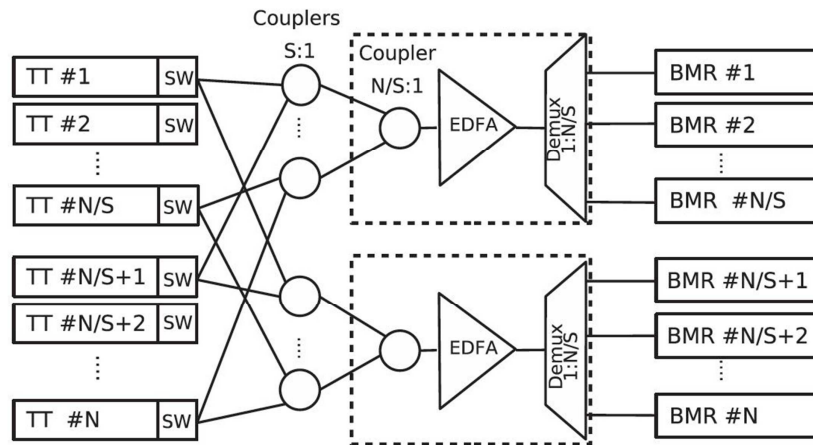 Couplers
S:1
Coupler
N/S:1
TT #1
SW
TT #2
SW
TT #N/S
SW
TT #N/S+1
SW
TT #N/S+2
SW
TT #N
SW
EDFA
Demux
1:N/S
BMR #1
BMR #2
BMR #N/S
EDFA
Demux
1:N/S
BMR #N/S+1
BMR #N/S+2
BMR #N